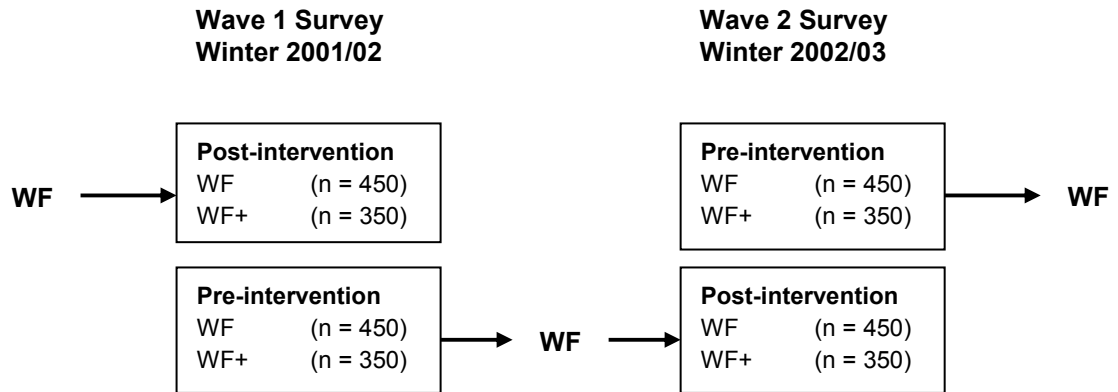 Wave 1 Survey
Winter 2001/02
Wave 2 Survey
Winter 2002/03
WF
Post-intervention
WF (n = 450)
WF+ (n = 350)
Pre-intervention
WF (n = 450)
WF+ (n = 350)
WF
Pre-intervention
WF (n = 450)
WF+ (n = 350)
WF
Post-intervention
WF (n = 450)
WF+ (n = 350)